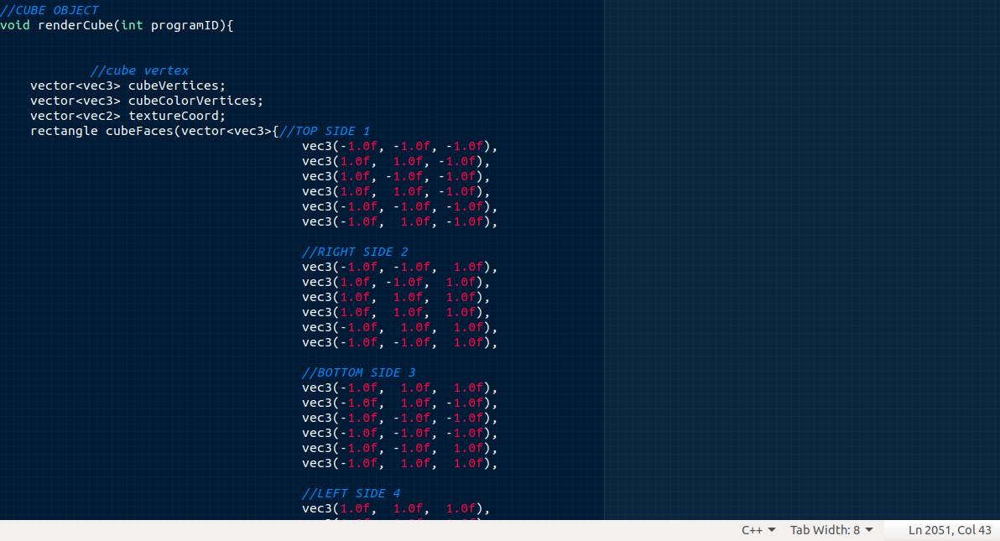 //CUBE OBJECT
void renderCube(int programID){
//cube vertex
vector<vec3> cubeVertices;
vector<vec3> cubeColorVertices;
vector<vec2> textureCoord;
rectangle cubeFaces(vector<vec3>{//TOP SIDE 1
vec3(-1.0f, -1.0f, -1.0f),
vec3(1.0f,  1.0f, -1.0f),
vec3(1.0f, -1.0f, -1.0f),
vec3(1.0f,  1.0f, -1.0f),
vec3(-1.0f, -1.0f, -1.0f),
vec3(-1.0f,  1.0f, -1.0f),
//RIGHT SIDE 2
vec3(-1.0f, -1.0f,  1.0f),
vec3(1.0f, -1.0f,  1.0f),
vec3(1.0f,  1.0f,  1.0f),
vec3(1.0f,  1.0f,  1.0f),
vec3(-1.0f,  1.0f,  1.0f),
vec3(-1.0f, -1.0f,  1.0f),
//BOTTOM SIDE 3
vec3(-1.0f,  1.0f,  1.0f),
vec3(-1.0f,  1.0f, -1.0f),
vec3(-1.0f, -1.0f, -1.0f),
vec3(-1.0f, -1.0f, -1.0f),
vec3(-1.0f, -1.0f,  1.0f),
vec3(-1.0f,  1.0f,  1.0f),
//LEFT SIDE 4
vec3(1.0f,  1.0f,  1.0f),
C++ Tab Width: 8 Ln 2051, Col 43